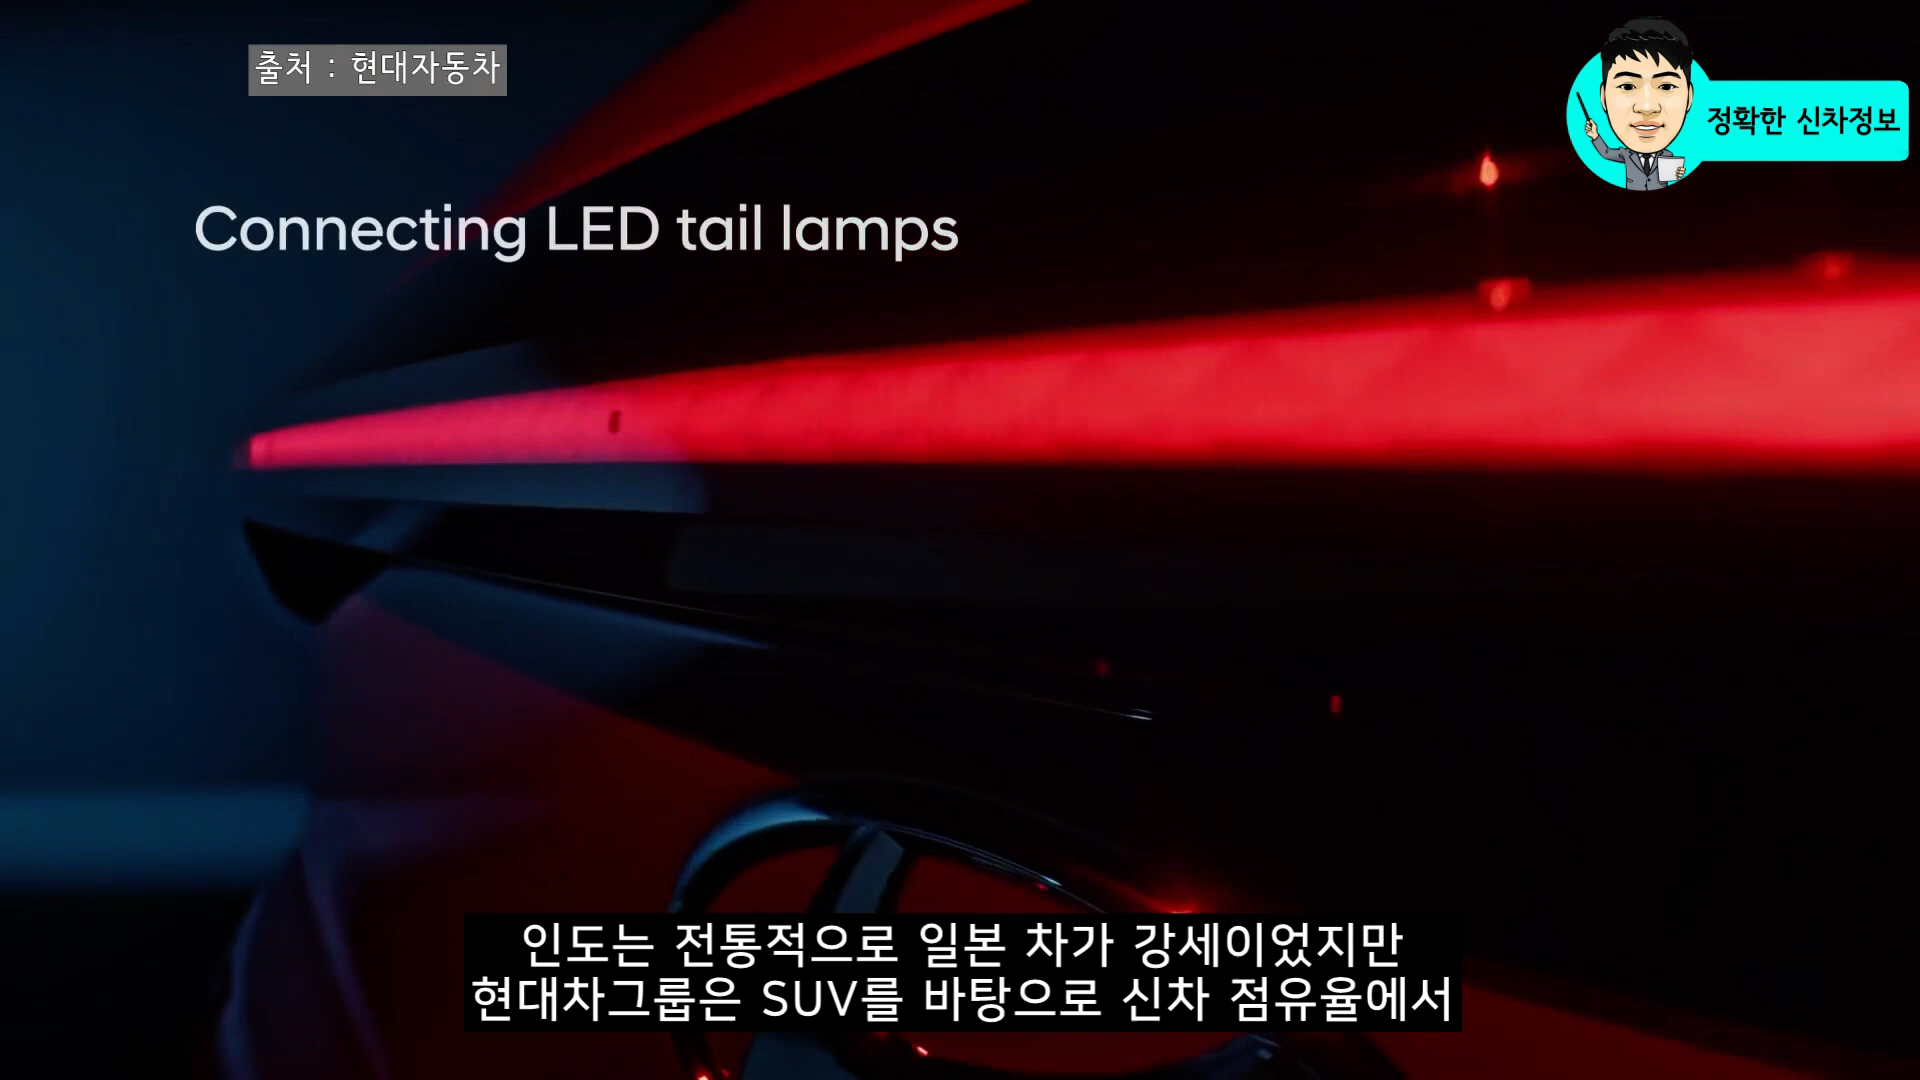 출처 : 현대자동차
정확한 신차정보
Connecting LED tail lamps
인도는 전통적으로 일본 차가 강세이었지만
현대차그룹은 SUV를 바탕으로 신차 점유율에서